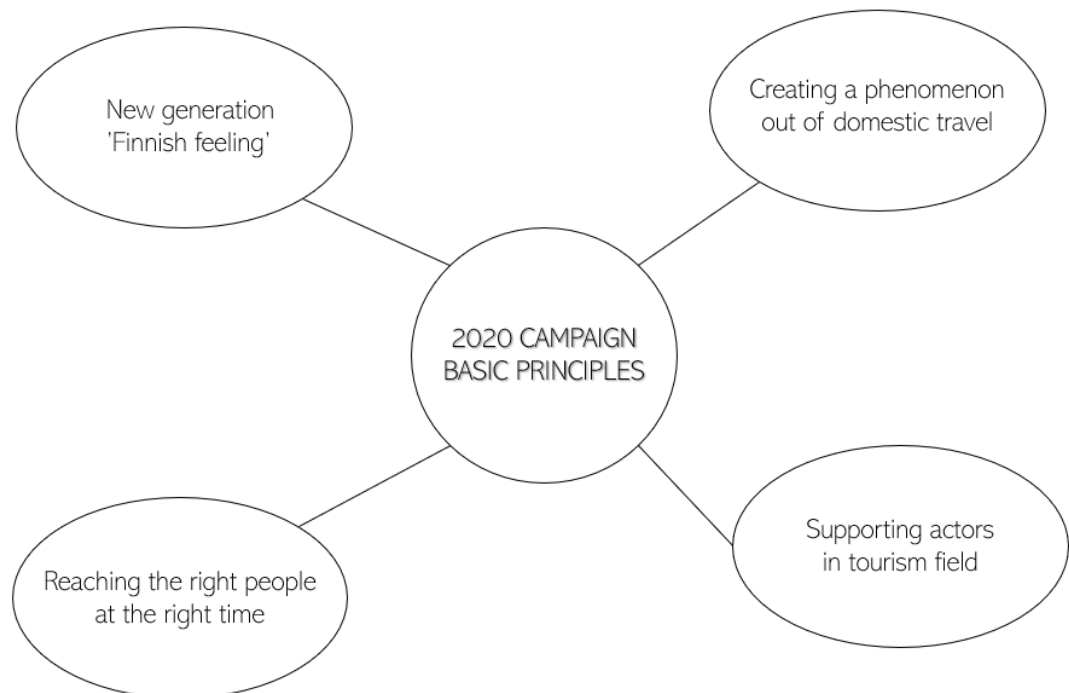 New generation
'Finnish feeling'
Creating a phenomenon
out of domestic travel
2020 CAMPAIGN
BASIC PRINCIPLES
Reaching the right people
at the right time
Supporting actors
in tourism field